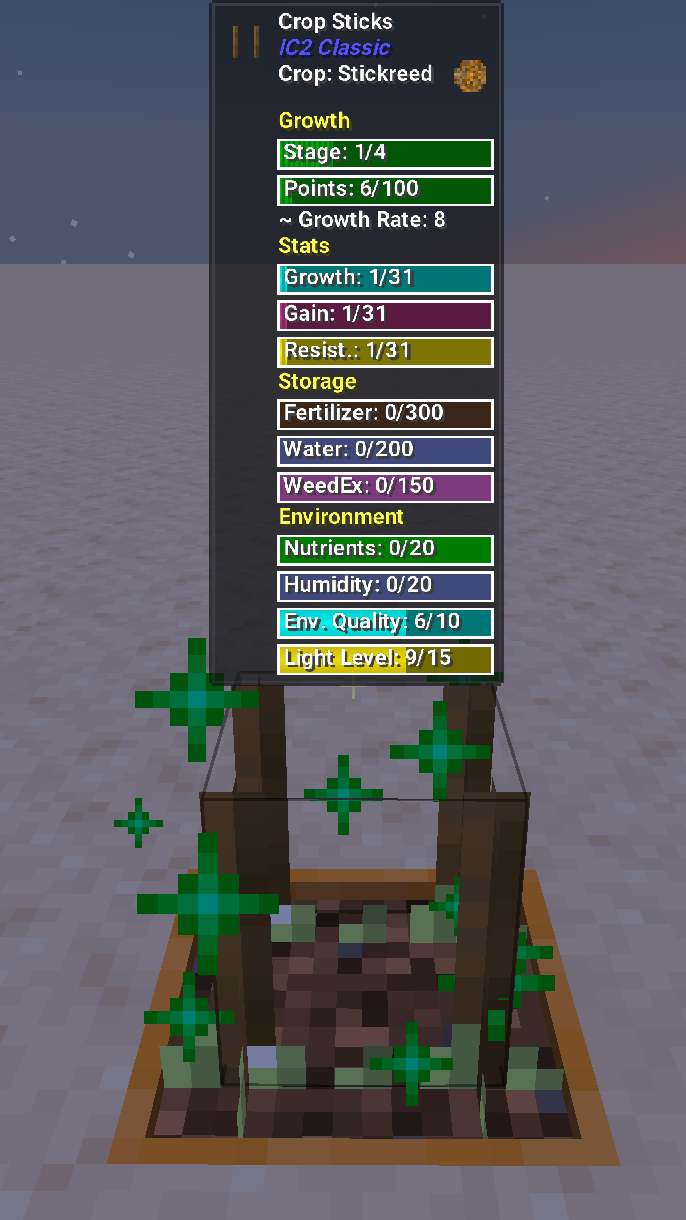 Crop Sticks
IC2 Classic
Crop: Stickreed
Growth
Stage: 1/4
Points: 6/100
~ Growth Rate: 8
Stats
Growth: 1/31
Gain: 1/31
Resist.: 1/31
Storage
Fertilizer: 0/300
Water: 0/200
WeedEx: 0/150
Environment
Nutrients: 0/20
Humidity: 0/20
Env. Quality: 6/10
Light Level: 9/15